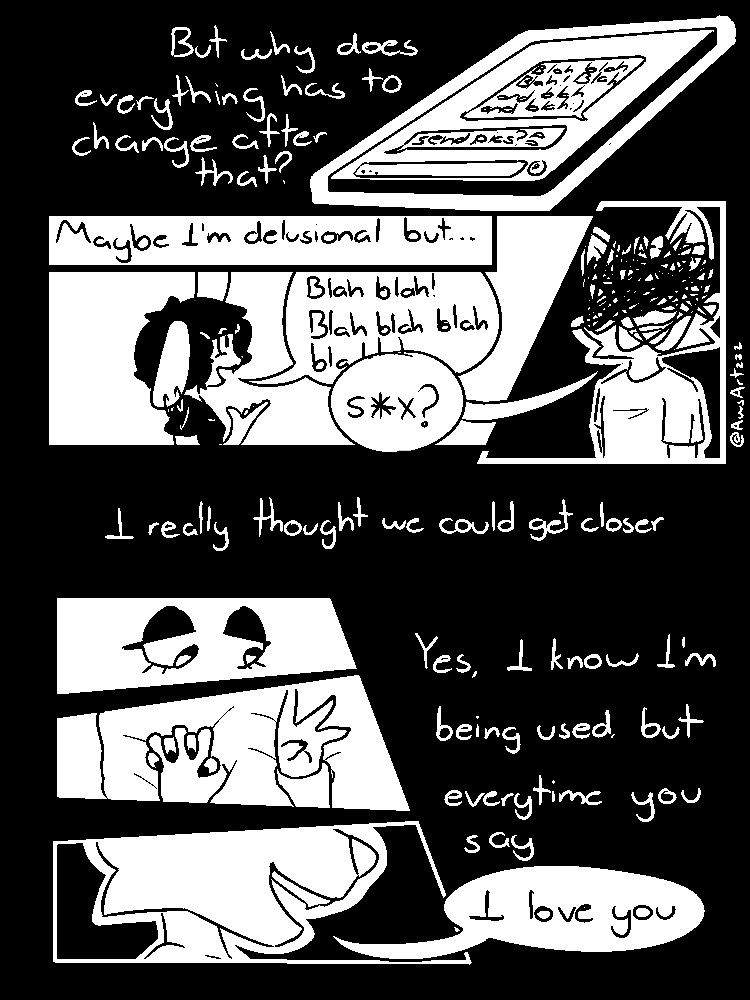 But why does
everything has to
change after
that?
Blah blah
Blah! Blah
and blah
and blah:)
send pics?
...
Maybe I'm delusional but...
Blah blah!
Blah blah blah
blah
s*x?
@AwsArtzzz
I really thought we could get closer
Yes, I know I'm
being used but
everytime you
say
I love you